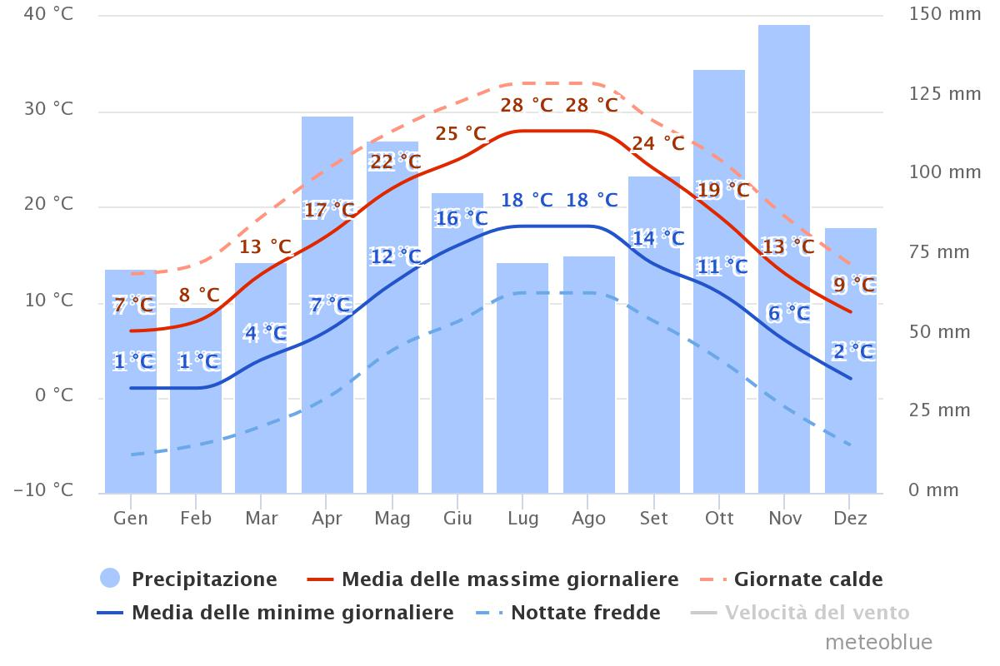 40 °C
150 mm
30 °C
28 °C 28 °C
125 mm
25 °C
24 °C
22 °C
100 mm
20 °C
17 °C
16 °C
18 °C 18 °C
19 °C
13 °C
12 °C
14 °C
11 °C
13 °C
75 mm
10 °C
7 °C
8 °C
7 °C
6 °C
9 °C
50 mm
4 °C
1 °C
1 °C
2 °C
0 °C
25 mm
−10 °C
0 mm
Gen Feb Mar Apr Mag Giu Lug Ago Set Ott Nov Dez
Precipitazione Media delle massime giornaliere Giornate calde
Media delle minime giornaliere Nottate fredde Velocità del vento
meteoblue